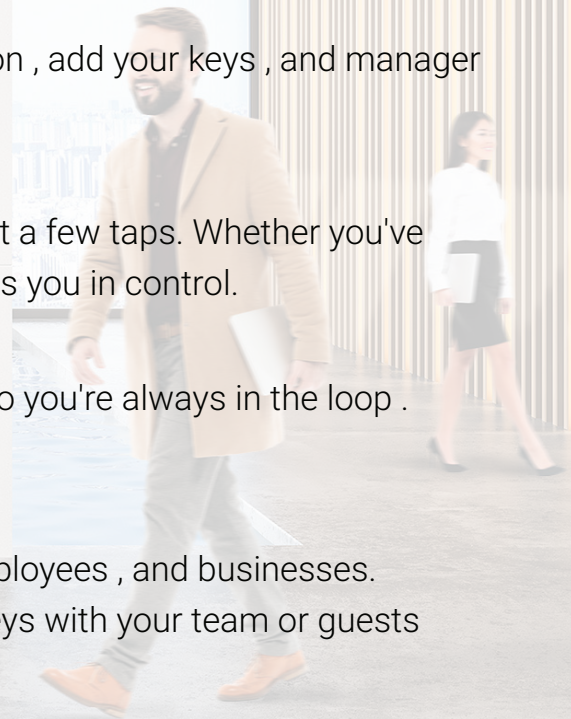 on , add your keys , and manager
t a few taps. Whether you've
s you in control.
o you're always in the loop .
ployees , and businesses.
eys with your team or guests